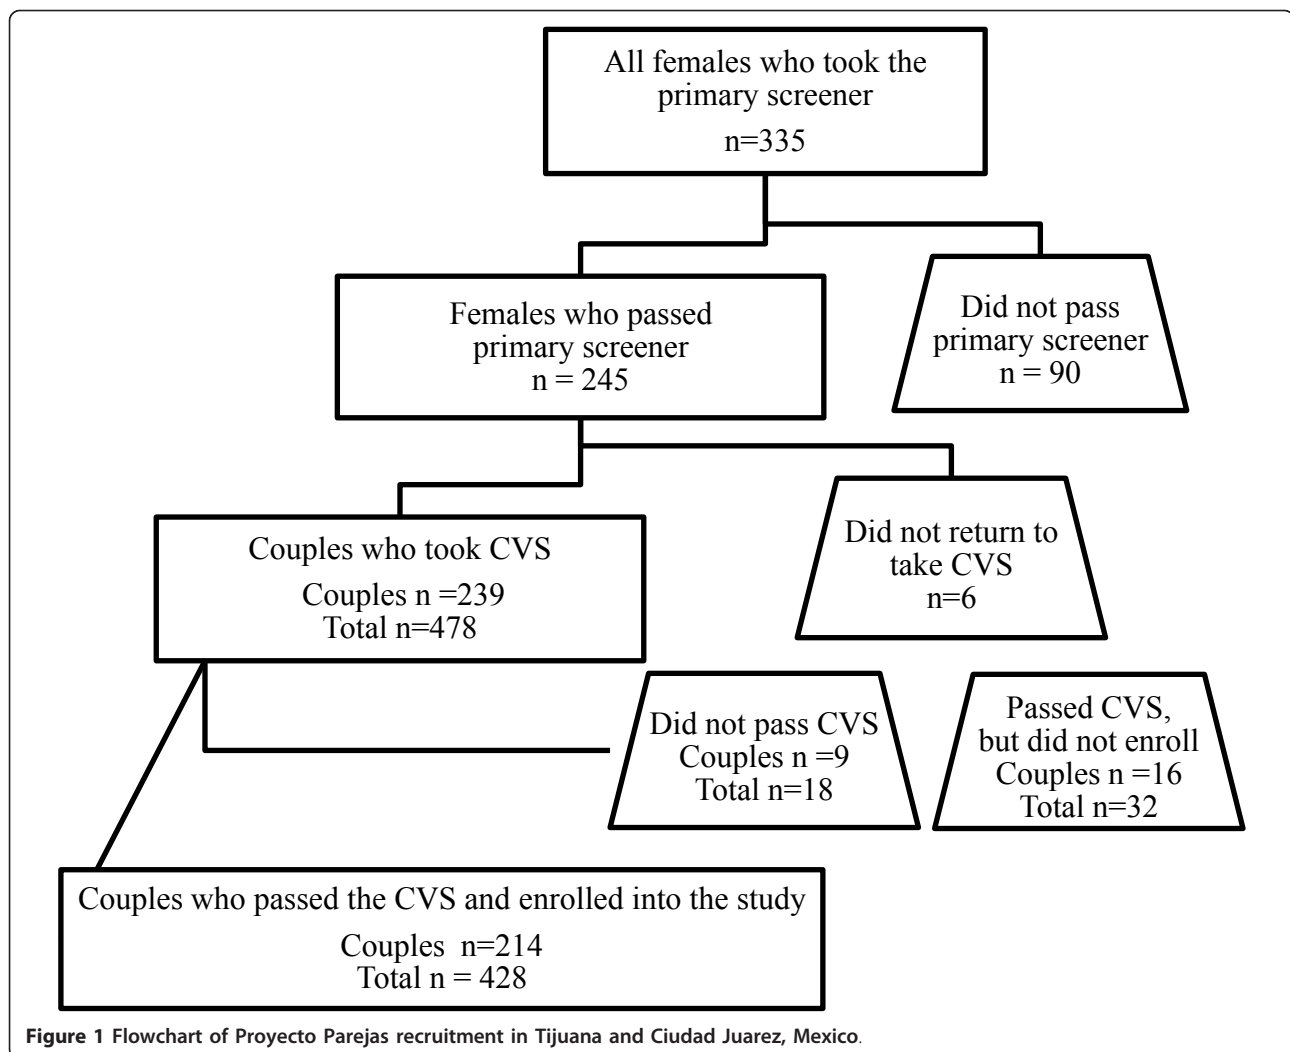 All females who took the
primary screener
n=335
Females who passed
primary screener
n = 245
Did not pass
primary screener
n = 90
Couples who took CVS
Couples n =239
Total n=478
Did not return to
take CVS
n=6
Did not pass CVS
Couples n =9
Total n=18
Passed CVS,
but did not enroll
Couples n =16
Total n=32
Couples who passed the CVS and enrolled into the study
Couples n=214
Total n = 428
Figure 1 Flowchart of Proyecto Parejas recruitment in Tijuana and Ciudad Juarez, Mexico.